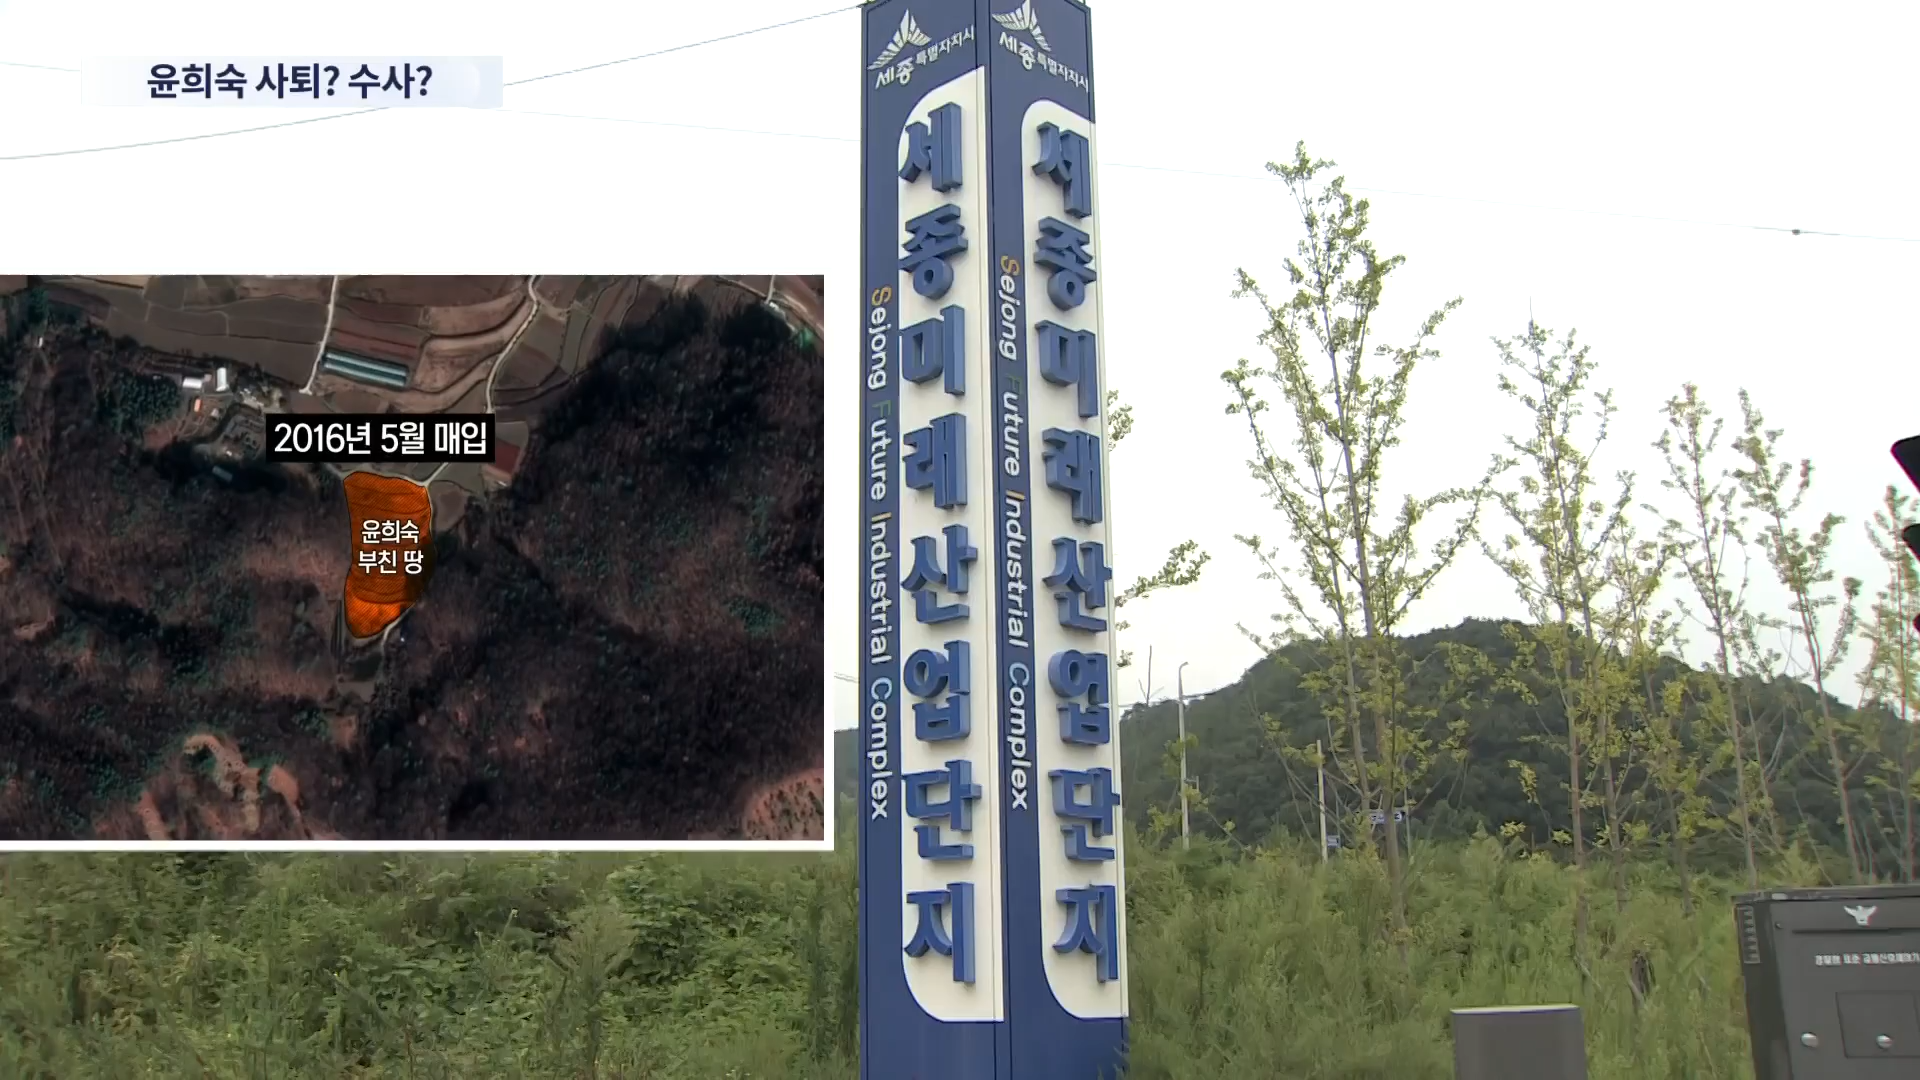 윤희숙 사퇴? 수사?
2016년 5월 매입
윤희숙
부친 땅
세종특별자치시
세종미래산업단지
Sejong Future Industrial Complex
세종특별자치시
세종미래산업단지
Sejong Future Industrial Complex